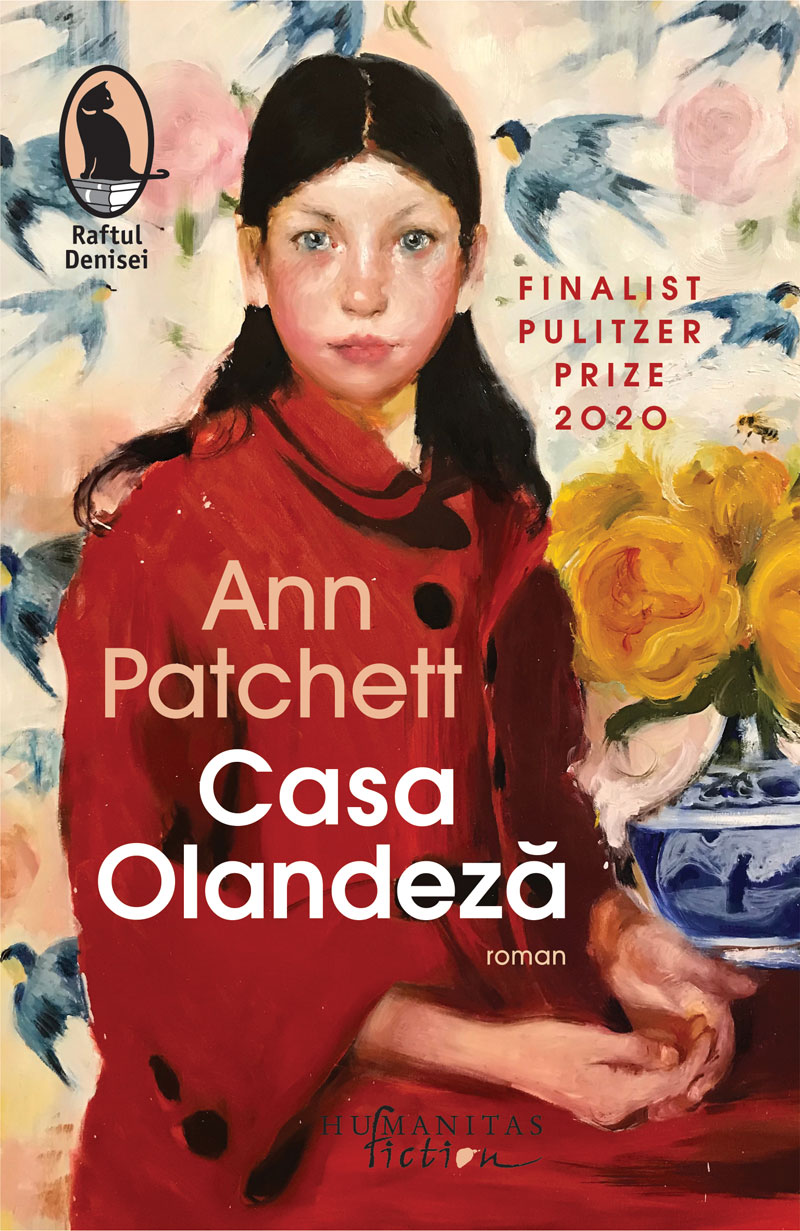 Raftul
Denisei
FINALIST
PULITZER
PRIZE
2020
Ann
Patchett
Casa
Olandeză
roman
HUMANITAS
fiction